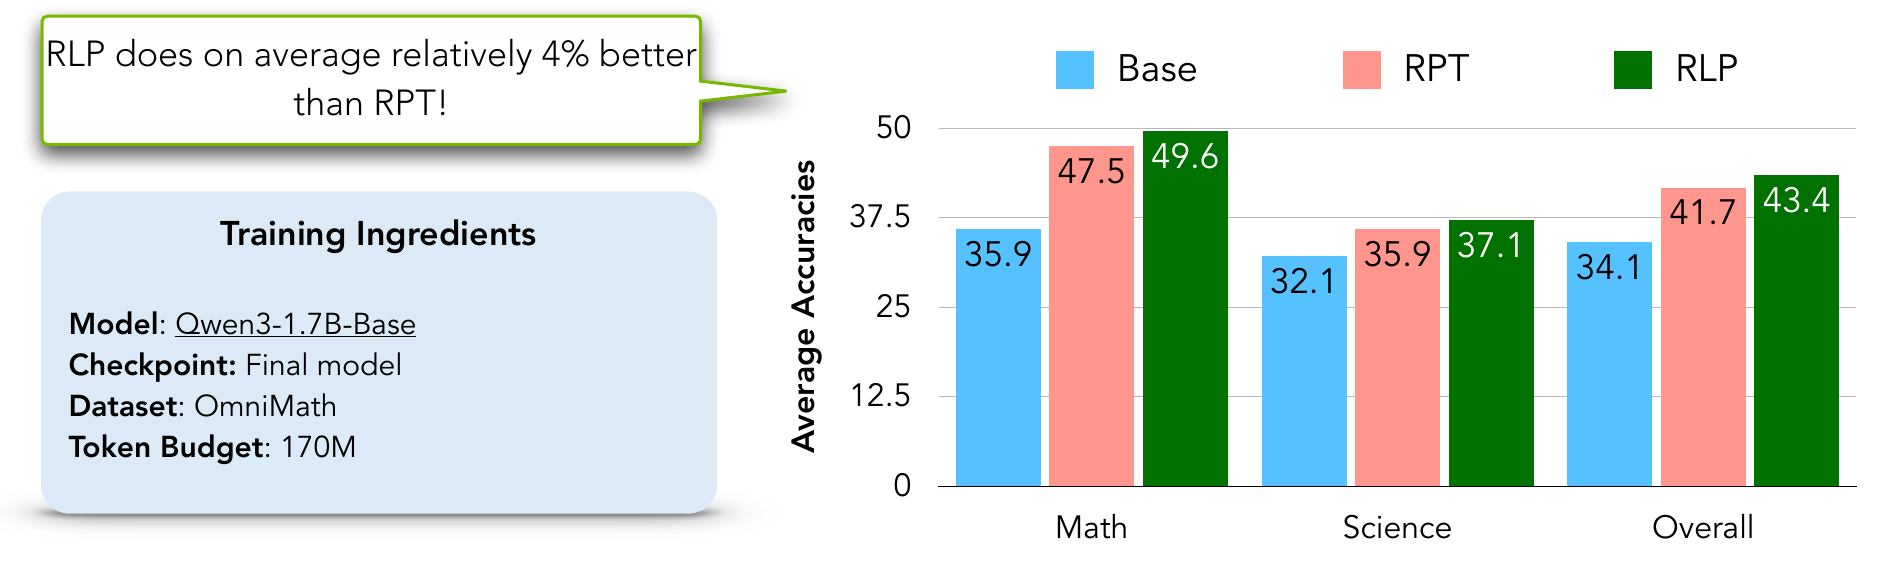 RLP does on average relatively 4% better
than RPT!
Training Ingredients
Model: Qwen3-1.7B-Base
Checkpoint: Final model
Dataset: OmniMath
Token Budget: 170M
Base RPT RLP
Average Accuracies
50
37.5
25
12.5
0
35.9 47.5 49.6
32.1 35.9 37.1
34.1 41.7 43.4
Math Science Overall